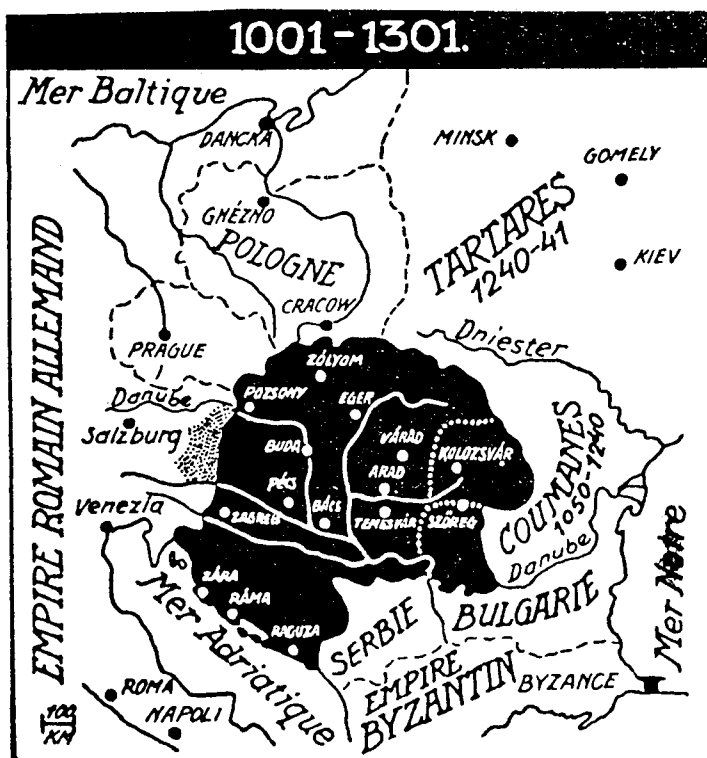 1001-1301.
Mer Baltique
DANCKA
MINSK
GOMELY
GNÉZNO
POLOGNE
TARTARES
1240-41
KIEV
EMPIRE ROMAIN ALLEMAND
CRACOW
PRAGUE
Dniester
ZÓLYOM
Danube
POZSONY
EGER
Salzburg
BUDA
VÁRAD
KOLOZSVÁR
COUMANES
1050-1240
ARAD
PÉCS
Venezia
ZAGREB
BÁCS
TEMESVÁR
SZÖREG
Danube
ZÁRA
RÁMA
RAGUZA
Mer Adriatique
SERBIE
BULGARIE
Mer Noire
EMPIRE
BYZANTIN
BYZANCE
ROMA
NAPOLI
100
KM